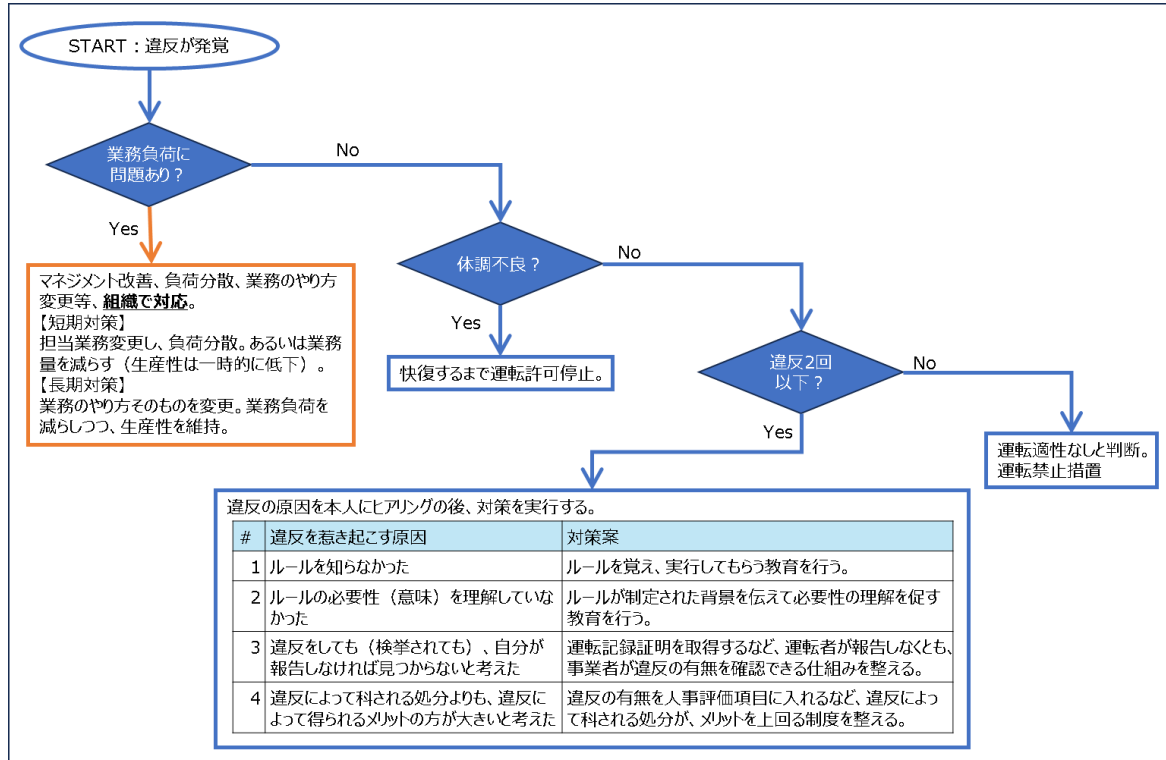 START：違反が発覚
業務負荷に
問題あり？
No
Yes
マネジメント改善、負荷分散、業務のやり方
変更等、組織で対応。
【短期対策】
担当業務変更し、負荷分散。あるいは業務
量を減らす（生産性は一時的に低下）。
【長期対策】
業務のやり方そのものを変更。業務負荷を
減らしつつ、生産性を維持。
体調不良？
No
Yes
快復するまで運転許可停止。
違反2回
以下？
No
Yes
運転適性なしと判断。
運転禁止措置
違反の原因を本人にヒアリングの後、対策を実行する。
# 違反を惹き起こす原因 対策案
1 ルールを知らなかった ルールを覚え、実行してもらう教育を行う。
2 ルールの必要性（意味）を理解していな ルールが制定された背景を伝えて必要性の理解を促す
かった 教育を行う。
3 違反をしても（検挙されても）、自分が 運転記録証明を取得するなど、運転者が報告しなくとも、
報告しなければ見つからないと考えた 事業者が違反の有無を確認できる仕組みを整える。
4 違反によって科される処分よりも、違反に 違反の有無を人事評価項目に入れるなど、違反によっ
よって得られるメリットの方が大きいと考えた て科される処分が、メリットを上回る制度を整える。